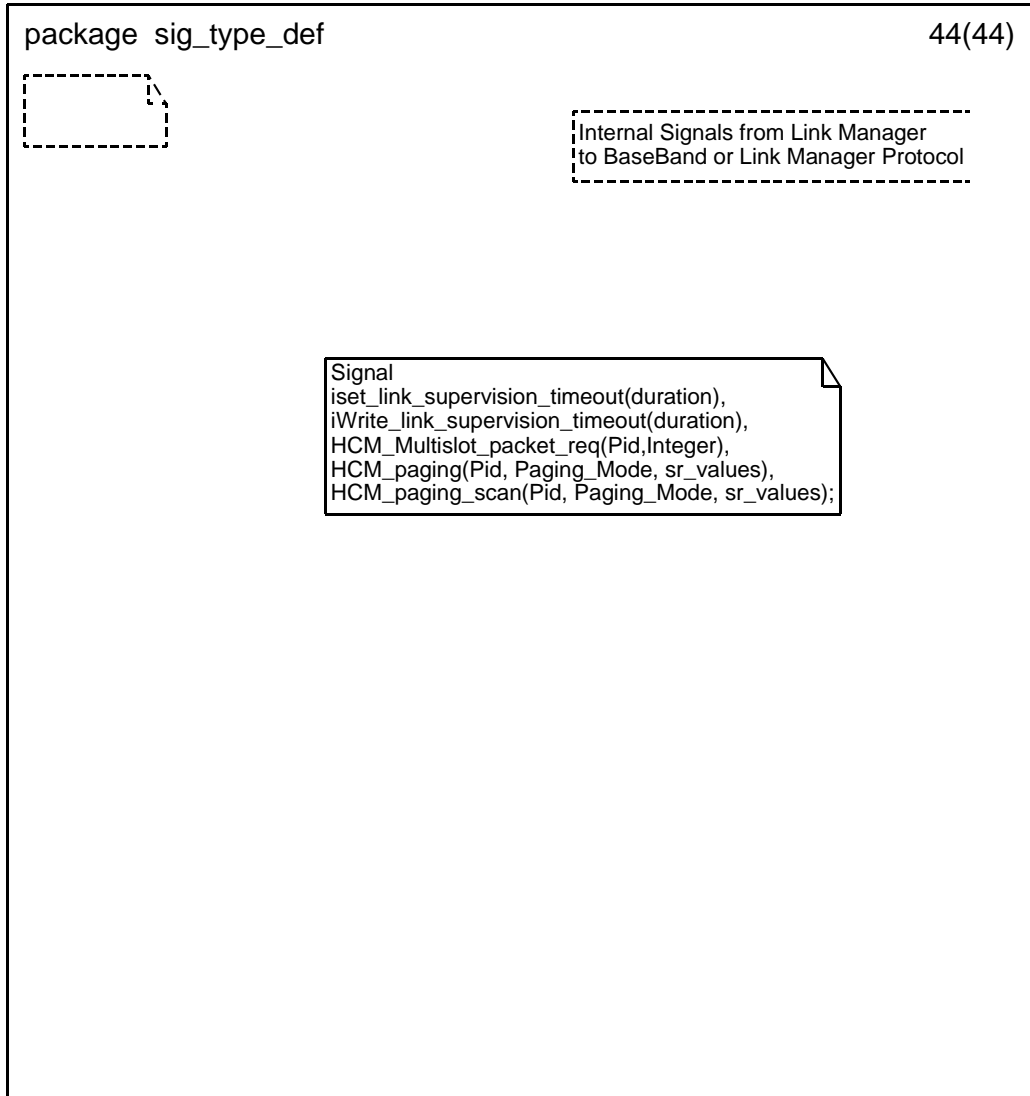 package sig_type_def 44(44)
Internal Signals from Link Manager
to BaseBand or Link Manager Protocol
Signal
iset_link_supervision_timeout(duration),
iWrite_link_supervision_timeout(duration),
HCM_Multislot_packet_req(Pid,Integer),
HCM_paging(Pid, Paging_Mode, sr_values),
HCM_paging_scan(Pid, Paging_Mode, sr_values);